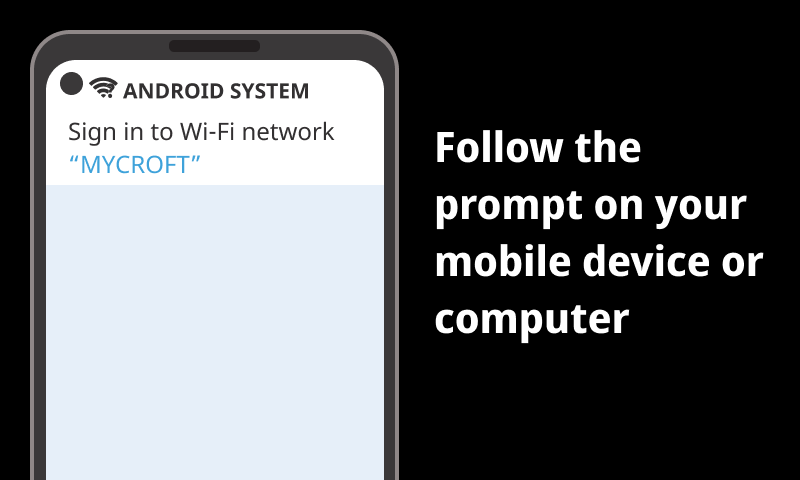 ANDROID SYSTEM
Sign in to Wi-Fi network
“MYCROFT”
Follow the
prompt on your
mobile device or
computer